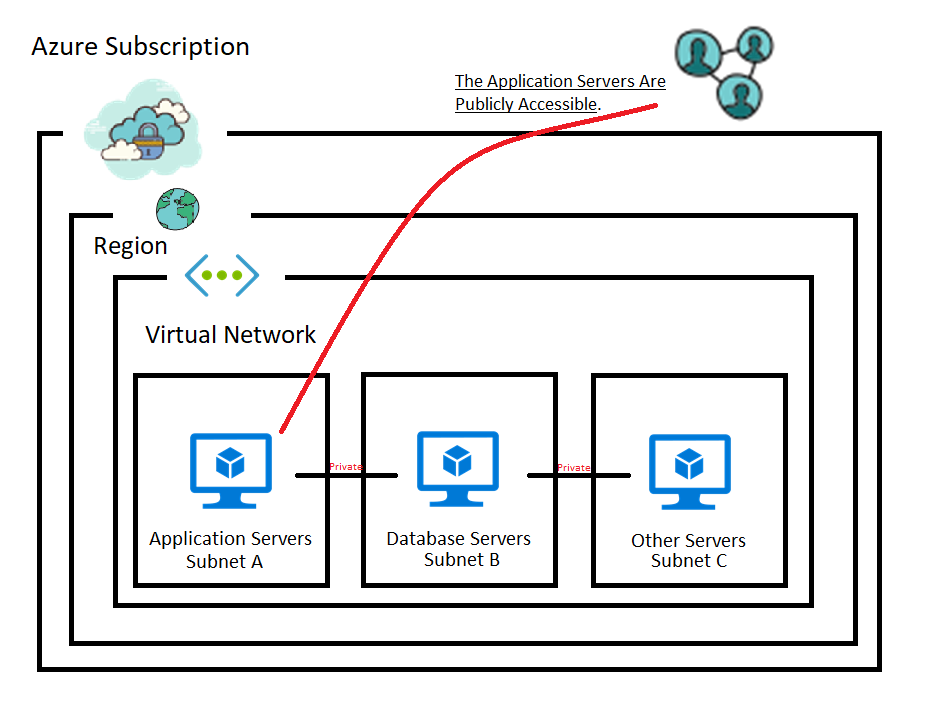 Azure Subscription
The Application Servers Are
Publicly Accessible.
Region
Virtual Network
Private
Private
Application Servers
Subnet A
Database Servers
Subnet B
Other Servers
Subnet C